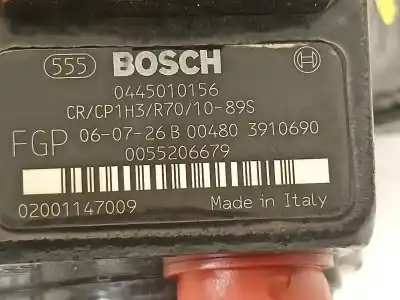 555 BOSCH
0445010156
CR/CP1H3/R70/10-89S
FGP 06-07-26 B 00480 3910690
0055206679
02001147009 Made in Italy